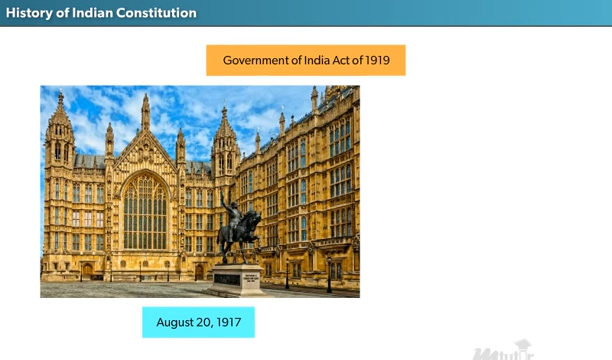 History of Indian Constitution
Government of India Act of 1919
August 20, 1917